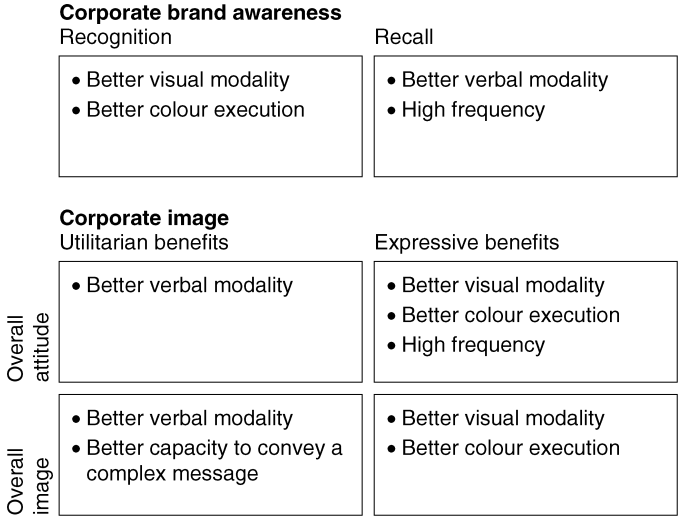 Corporate brand awareness
Recognition
Recall
• Better visual modality
• Better colour execution
• Better verbal modality
• High frequency
Corporate image
Utilitarian benefits
Expressive benefits
Overall
attitude
• Better verbal modality
• Better visual modality
• Better colour execution
• High frequency
Overall
image
• Better verbal modality
• Better capacity to convey a
complex message
• Better visual modality
• Better colour execution